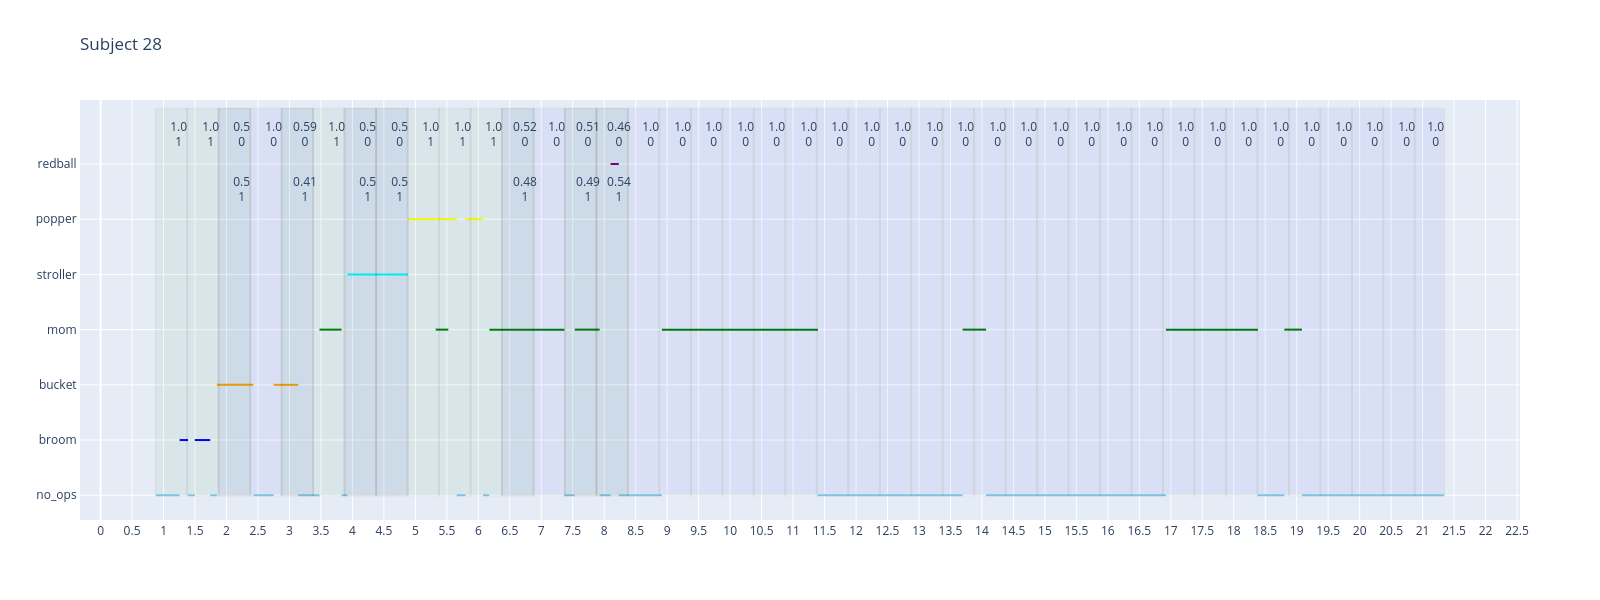 Subject 28
1.0 1.0 0.5 1.0 0.59 1.0 0.5 0.5 1.0 1.0 1.0 0.52 1.0 0.51 0.46 1.0 1.0 1.0 1.0 1.0 1.0 1.0 1.0 1.0 1.0 1.0 1.0 1.0 1.0 1.0 1.0 1.0 1.0 1.0 1.0 1.0 1.0 1.0 1.0 1.0 1.0
1 1 0 0 0 1 0 0 1 1 1 0 0 0 0 0 0 0 0 0 0 0 0 0 0 0 0 0 0 0 0 0 0 0 0 0 0 0 0 0 0
redball
0.5 0.41 0.5 0.5 0.48 0.49 0.54
1 1 1 1 1 1 1
popper
stroller
mom
bucket
broom
no_ops
0 0.5 1 1.5 2 2.5 3 3.5 4 4.5 5 5.5 6 6.5 7 7.5 8 8.5 9 9.5 10 10.5 11 11.5 12 12.5 13 13.5 14 14.5 15 15.5 16 16.5 17 17.5 18 18.5 19 19.5 20 20.5 21 21.5 22 22.5